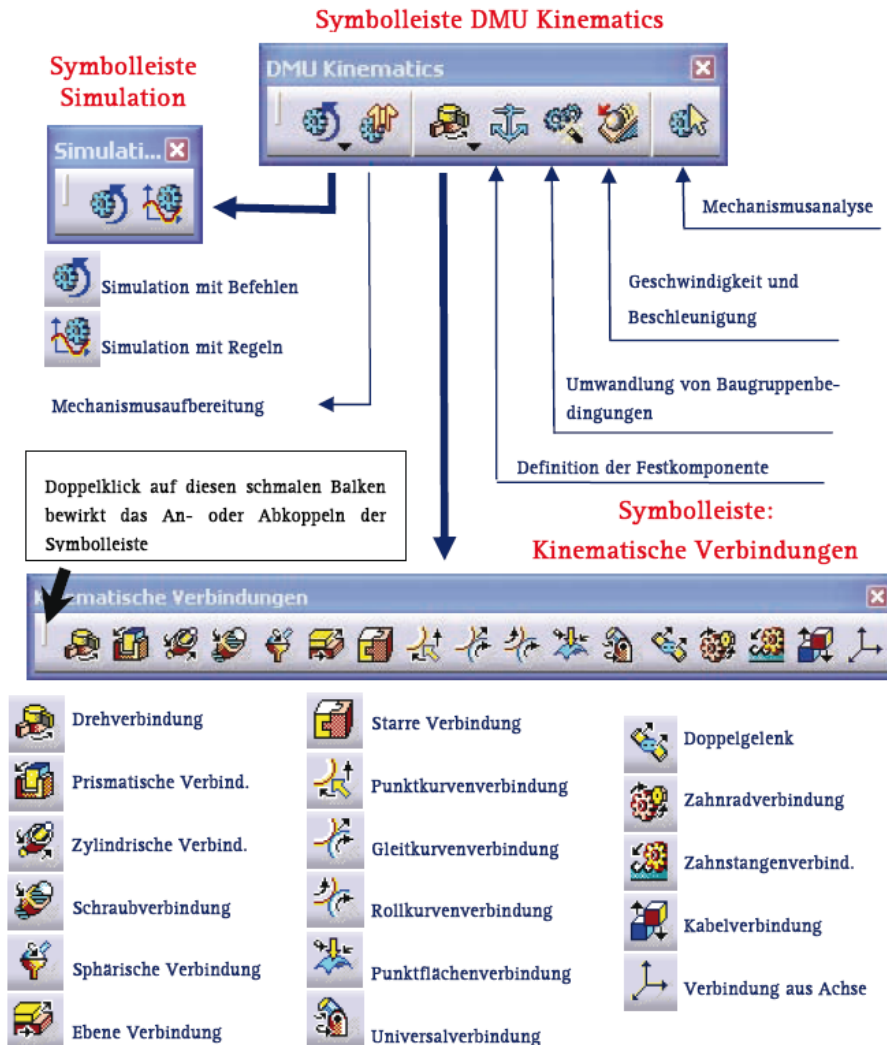 Symbolleiste DMU Kinematics
Symbolleiste
Simulation
DMU Kinematics
Simulati...
Mechanismusanalyse
Simulation mit Befehlen
Geschwindigkeit und
Beschleunigung
Simulation mit Regeln
Umwandlung von Baugruppenbe-
dingungen
Mechanismusaufbereitung
Definition der Festkomponente
Doppelklick auf diesen schmalen Balken
bewirkt das An- oder Abkoppeln der
Symbolleiste
Symbolleiste:
Kinematische Verbindungen
Kinematische Verbindungen
Drehverbindung
Prismatische Verbind.
Zylindrische Verbind.
Schraubverbindung
Sphärische Verbindung
Ebene Verbindung
Starre Verbindung
Punktkurvenverbindung
Gleitkurvenverbindung
Rollkurvenverbindung
Punktflächenverbindung
Universalverbindung
Doppelgelenk
Zahnradverbindung
Zahnstangenverbind.
Kabelverbindung
Verbindung aus Achse